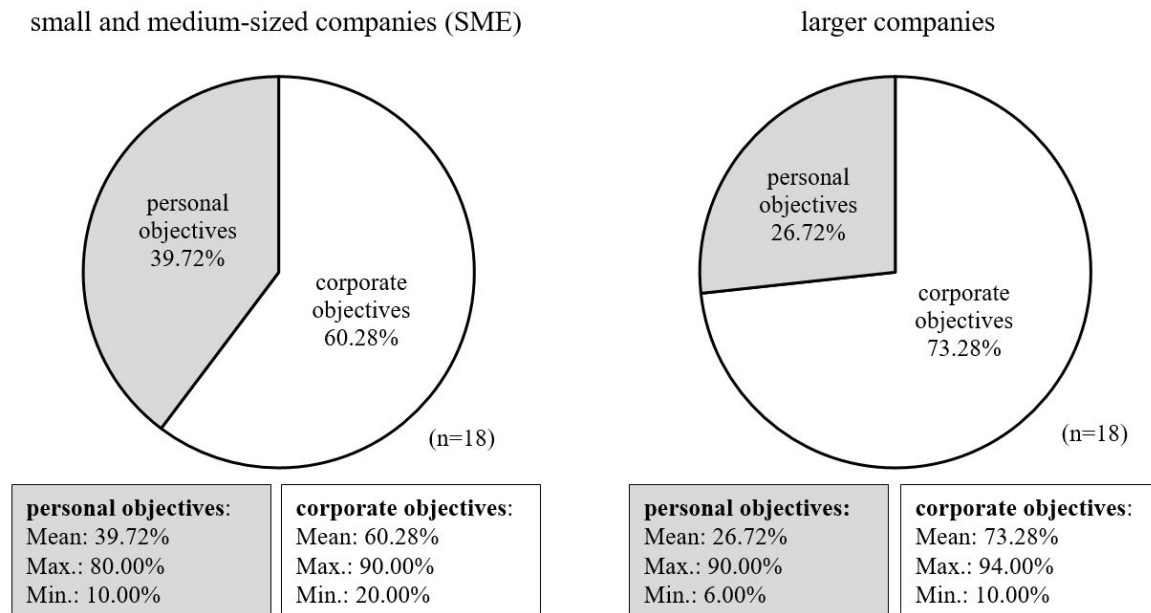 small and medium-sized companies (SME)
personal
objectives
39.72%
corporate
objectives
60.28%
(n=18)
personal objectives:
Mean: 39.72%
Max.: 80.00%
Min.: 10.00%
corporate objectives:
Mean: 60.28%
Max.: 90.00%
Min.: 20.00%
larger companies
personal
objectives
26.72%
corporate
objectives
73.28%
(n=18)
personal objectives:
Mean: 26.72%
Max.: 90.00%
Min.: 6.00%
corporate objectives:
Mean: 73.28%
Max.: 94.00%
Min.: 10.00%